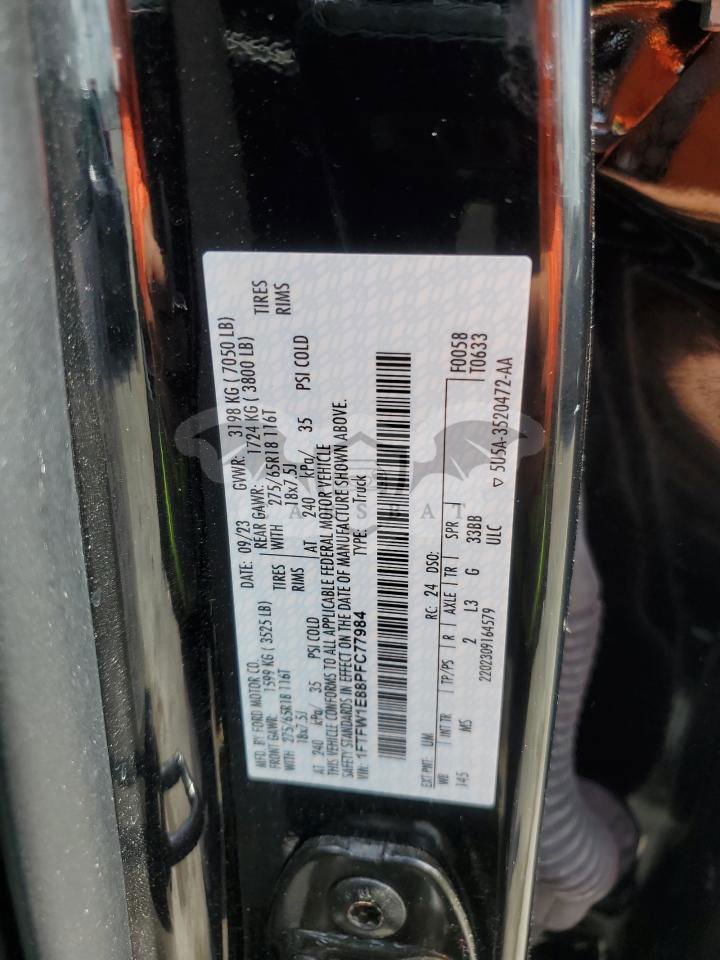 MFD. BY FORD MOTOR CO.
DATE: 09/23 GVWR: 3198 KG ( 7050 LB)
FRONT GAWR: 1599 KG ( 3525 LB) REAR GAWR: 1724 KG ( 3800 LB)
WITH 275/65R18 116T TIRES WITH 275/65R18 116T TIRES
18x7.5J RIMS 18x7.5J RIMS
AT 240 kPa/ 35 PSI COLD AT 240 kPa/ 35 PSI COLD
THIS VEHICLE CONFORMS TO ALL APPLICABLE FEDERAL MOTOR VEHICLE
SAFETY STANDARDS IN EFFECT ON THE DATE OF MANUFACTURE SHOWN ABOVE.
VIN: 1FTFW1E88PFC77984 TYPE: Truck
F0058
T0633
EXT PNT: UM RC: 24 DSO:
WB INT TR TP/PS R AXLE TR SPR
145 MS 2 L3 G 33BB
2202309164579 ULC
▽ 5U5A-3520472-AA